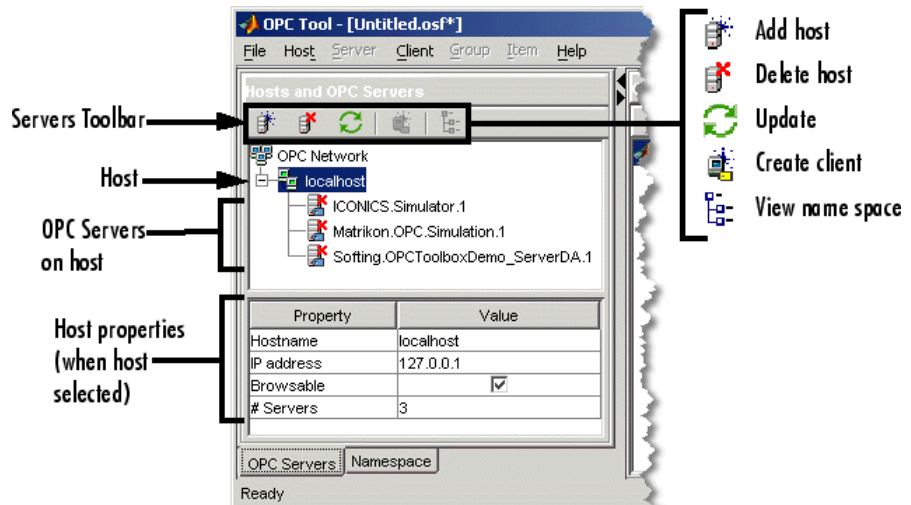 OPC Tool - [Untitled.osf*]
File Host Server Client Group Item Help
Hosts and OPC Servers
Servers Toolbar
OPC Network
Host
localhost
ICONICS.Simulator.1
OPC Servers
on host
Matrikon.OPC.Simulation.1
Softing.OPCToolboxDemo_ServerDA.1
Host properties
(when host
selected)
Property Value
Hostname localhost
IP address 127.0.0.1
Browsable
# Servers 3
OPC Servers Namespace
Ready
Add host
Delete host
Update
Create client
View name space